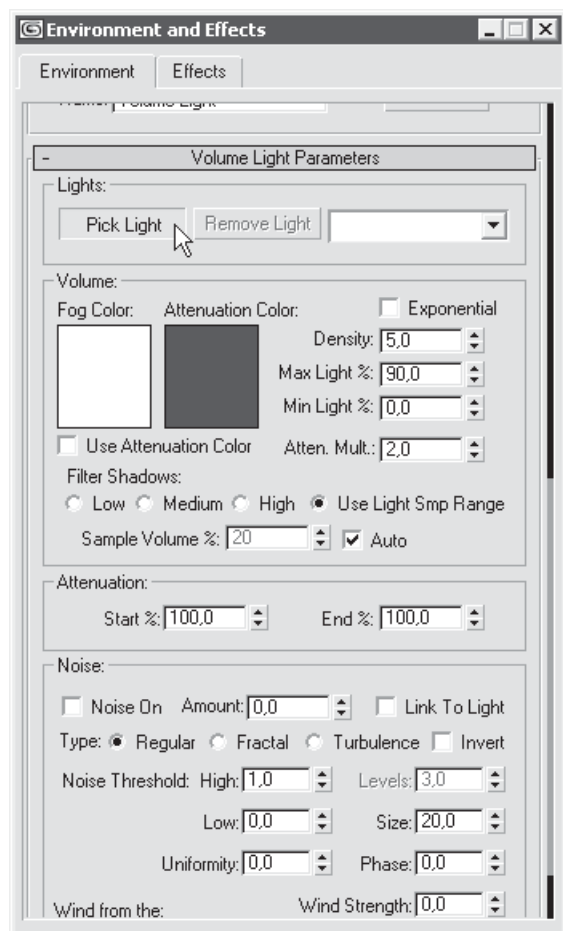 Environment and Effects
Environment Effects
Volume Light Parameters
Lights:
Pick Light Remove Light
Volume:
Fog Color: Attenuation Color: Exponential
Density: 5,0
Max Light %: 90,0
Min Light %: 0,0
Use Attenuation Color Atten. Mult.: 2,0
Filter Shadows:
Low Medium High Use Light Smp Range
Sample Volume %: 20 Auto
Attenuation:
Start %: 100,0 End %: 100,0
Noise:
Noise On Amount: 0,0 Link To Light
Type: Regular Fractal Turbulence Invert
Noise Threshold: High: 1,0 Levels: 3,0
Low: 0,0 Size: 20,0
Uniformity: 0,0 Phase: 0,0
Wind from the: Wind Strength: 0,0